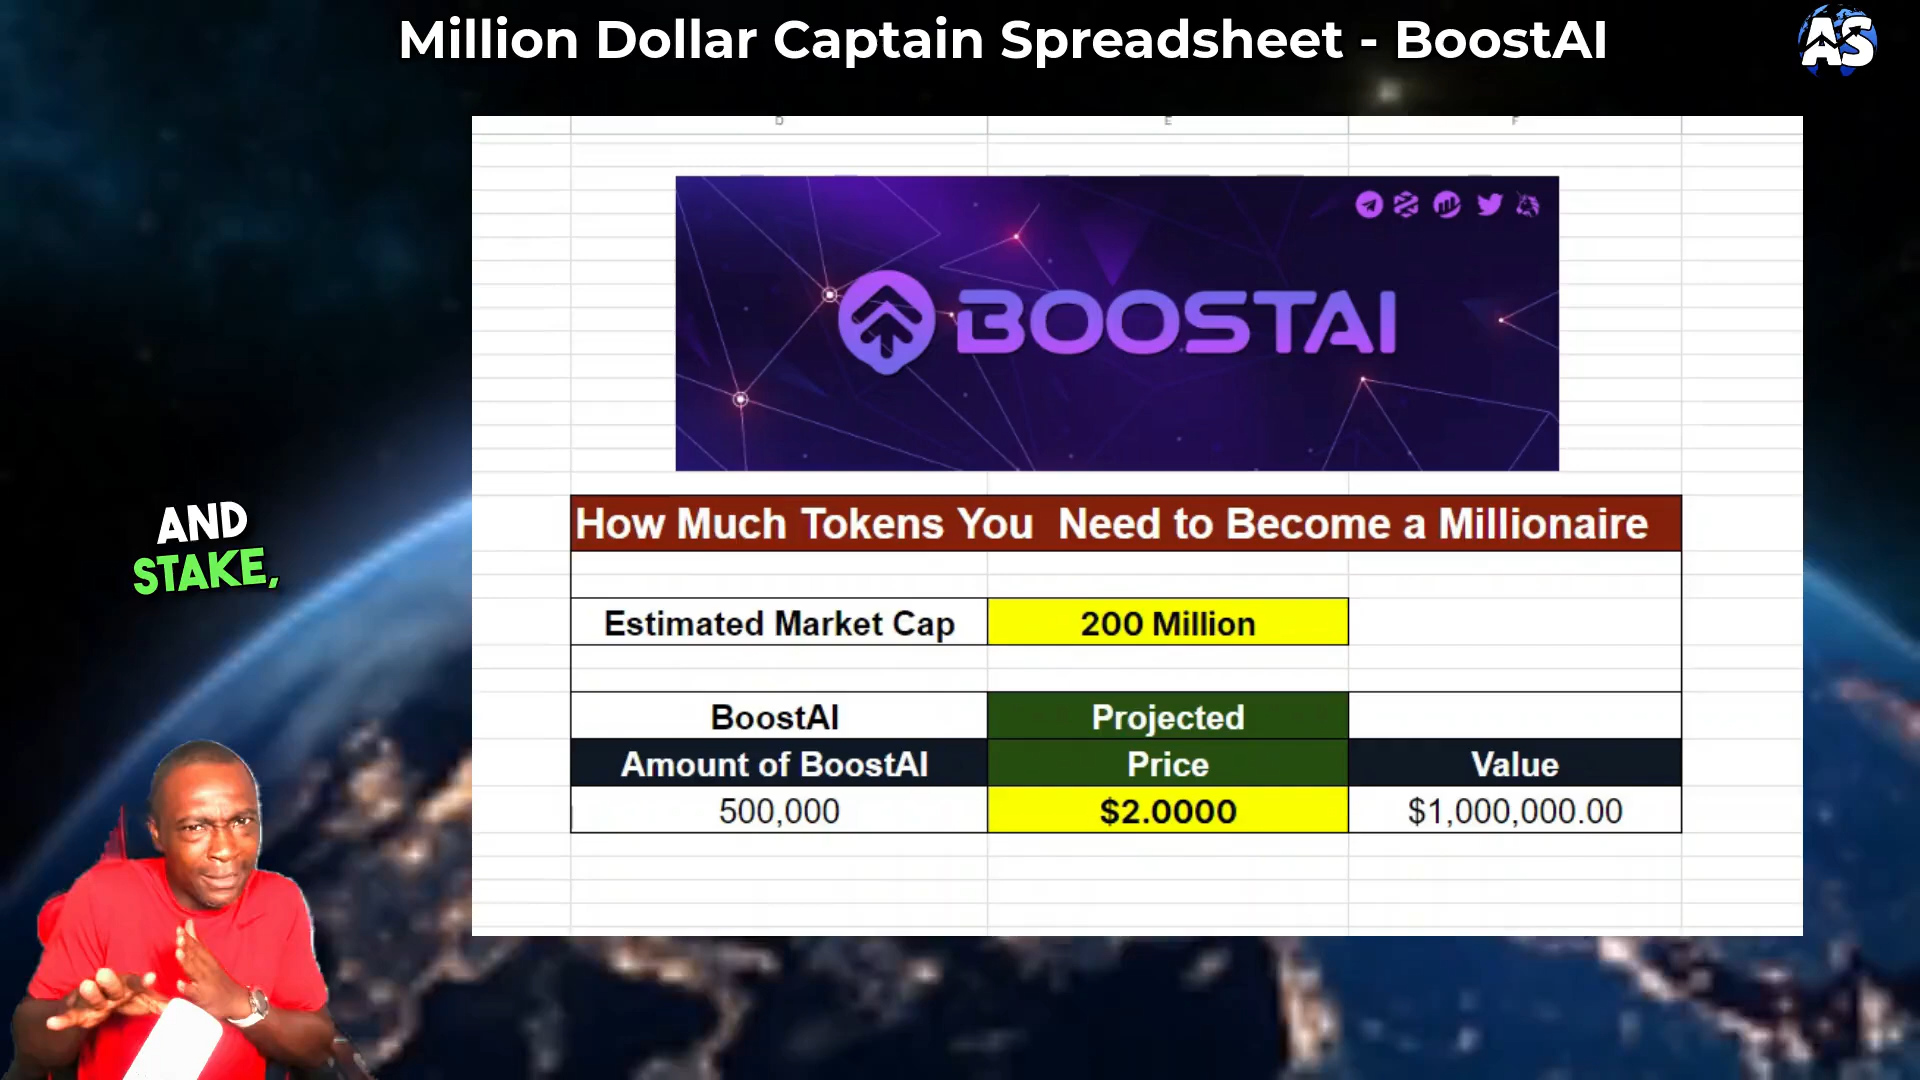 Million Dollar Captain Spreadsheet - BoostAI
AS
D E F
BOOSTAI
How Much Tokens You Need to Become a Millionaire
Estimated Market Cap 200 Million
BoostAI Projected
Amount of BoostAI Price Value
500,000 $2.0000 $1,000,000.00
AND
STAKE,